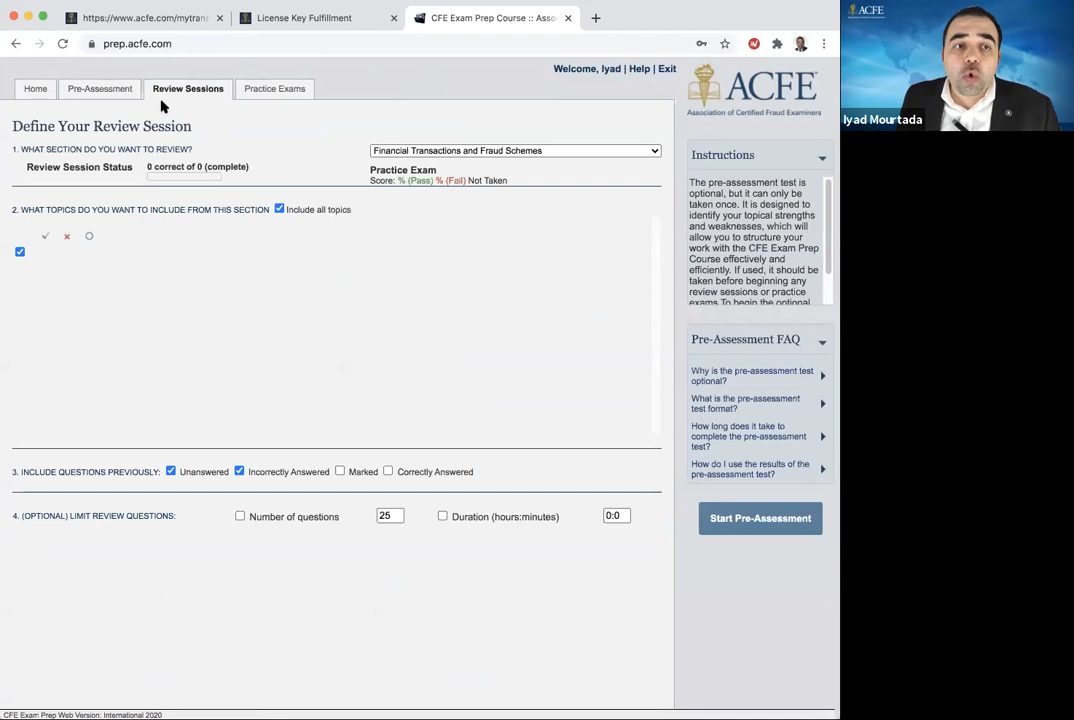 https://www.acfe.com/mytran
License Key Fulfillment
CFE Exam Prep Course :: Asso
prep.acfe.com
Welcome, Iyad | Help | Exit
Home
Pre-Assessment
Review Sessions
Practice Exams
Define Your Review Session
1. WHAT SECTION DO YOU WANT TO REVIEW?
Financial Transactions and Fraud Schemes
Review Session Status
0 correct of 0 (complete)
Practice Exam
Score: % (Pass) % (Fail) Not Taken
2. WHAT TOPICS DO YOU WANT TO INCLUDE FROM THIS SECTION
Include all topics
3. INCLUDE QUESTIONS PREVIOUSLY:
Unanswered
Incorrectly Answered
Marked
Correctly Answered
4. (OPTIONAL) LIMIT REVIEW QUESTIONS:
Number of questions
25
Duration (hours:minutes)
0:0
CFE Exam Prep Web Version: International 2020
ACFE
Association of Certified Fraud Examiners
Instructions
The pre-assessment test is
optional, but it can only be
taken once. It is designed to
identify your topical strengths
and weaknesses, which will
allow you to structure your
work with the CFE Exam Prep
Course effectively and
efficiently. If used, it should be
taken before beginning any
review sessions or practice
exams.To begin the optional
Pre-Assessment FAQ
Why is the pre-assessment test
optional?
What is the pre-assessment
test format?
How long does it take to
complete the pre-assessment
test?
How do I use the results of the
pre-assessment test?
Start Pre-Assessment
ACFE
Iyad Mourtada